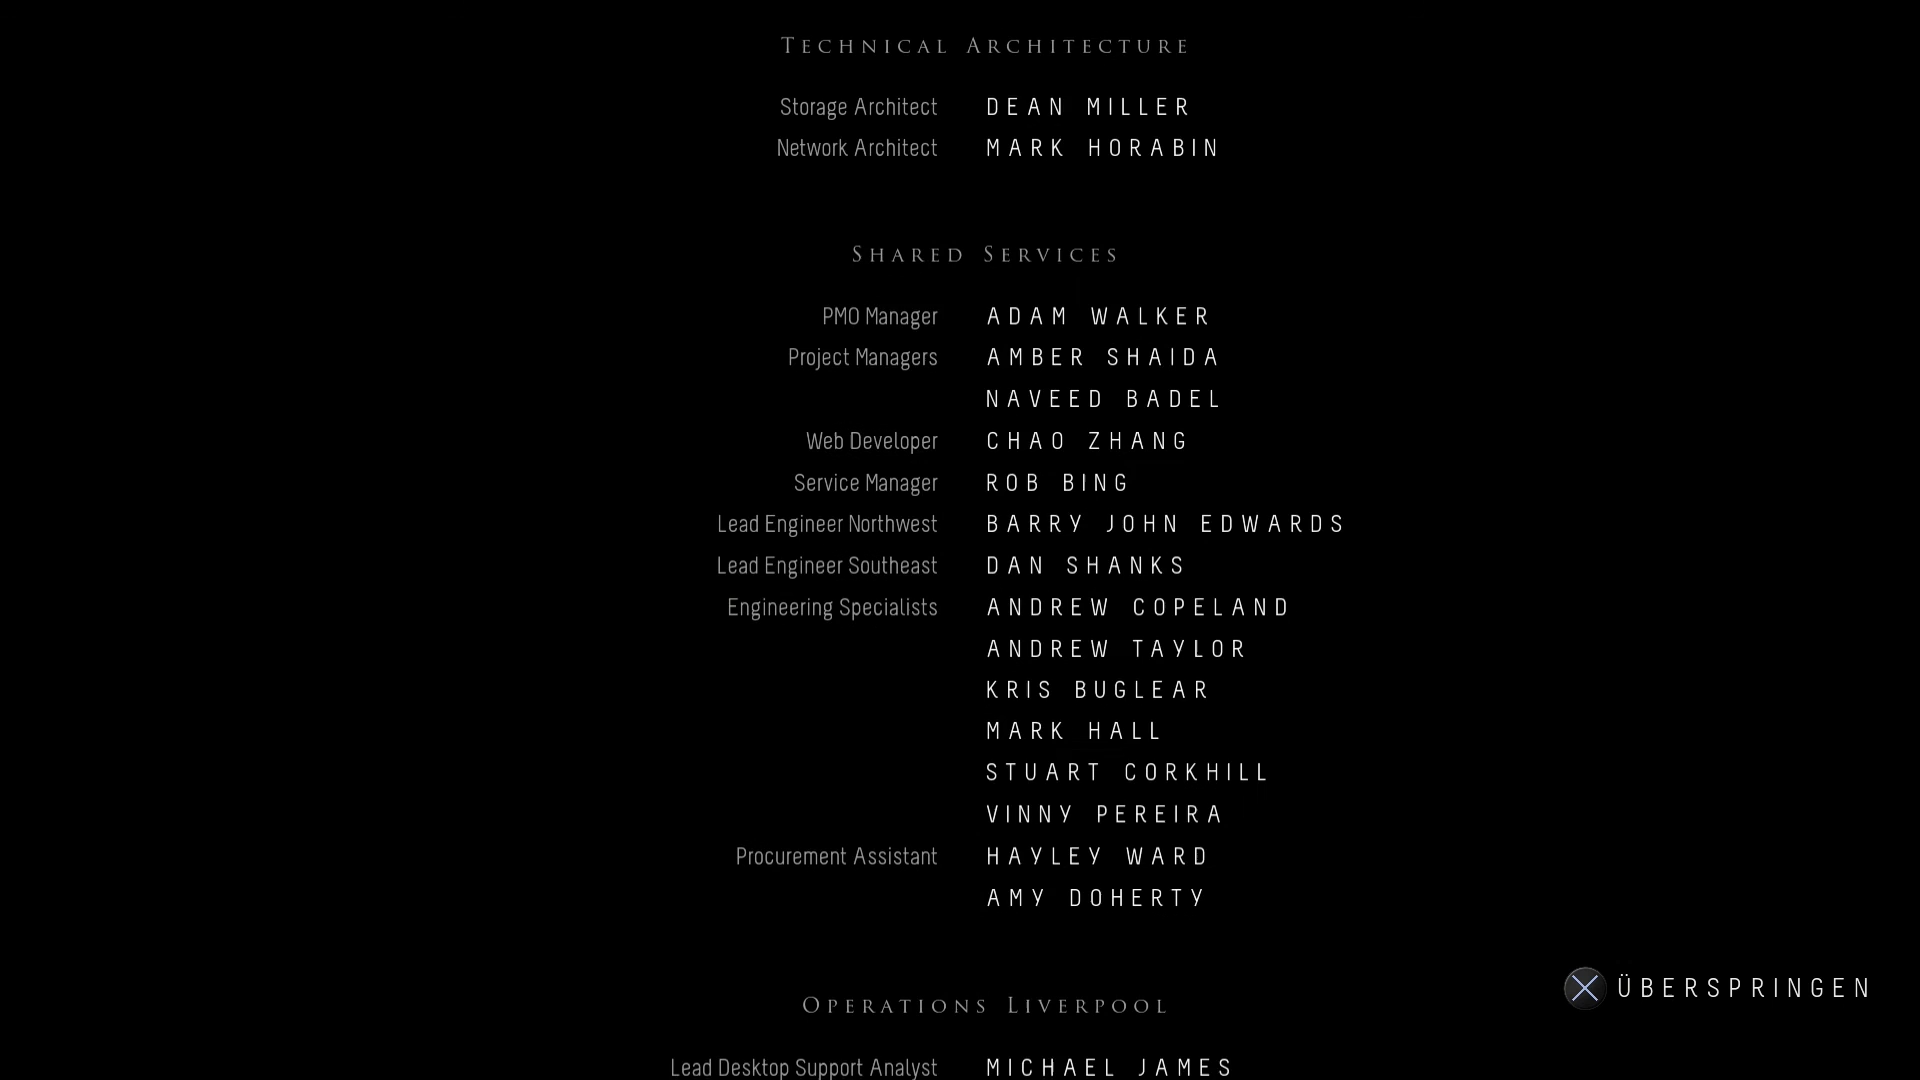 TECHNICAL ARCHITECTURE
Storage Architect DEAN MILLER
Network Architect MARK HORABIN
SHARED SERVICES
PMO Manager ADAM WALKER
Project Managers AMBER SHAIDA
NAVEED BADEL
Web Developer CHAO ZHANG
Service Manager ROB BING
Lead Engineer Northwest BARRY JOHN EDWARDS
Lead Engineer Southeast DAN SHANKS
Engineering Specialists ANDREW COPELAND
ANDREW TAYLOR
KRIS BUGLEAR
MARK HALL
STUART CORKHILL
VINNY PEREIRA
Procurement Assistant HAYLEY WARD
AMY DOHERTY
ÜBERSPRINGEN
OPERATIONS LIVERPOOL
Lead Desktop Support Analyst MICHAEL JAMES